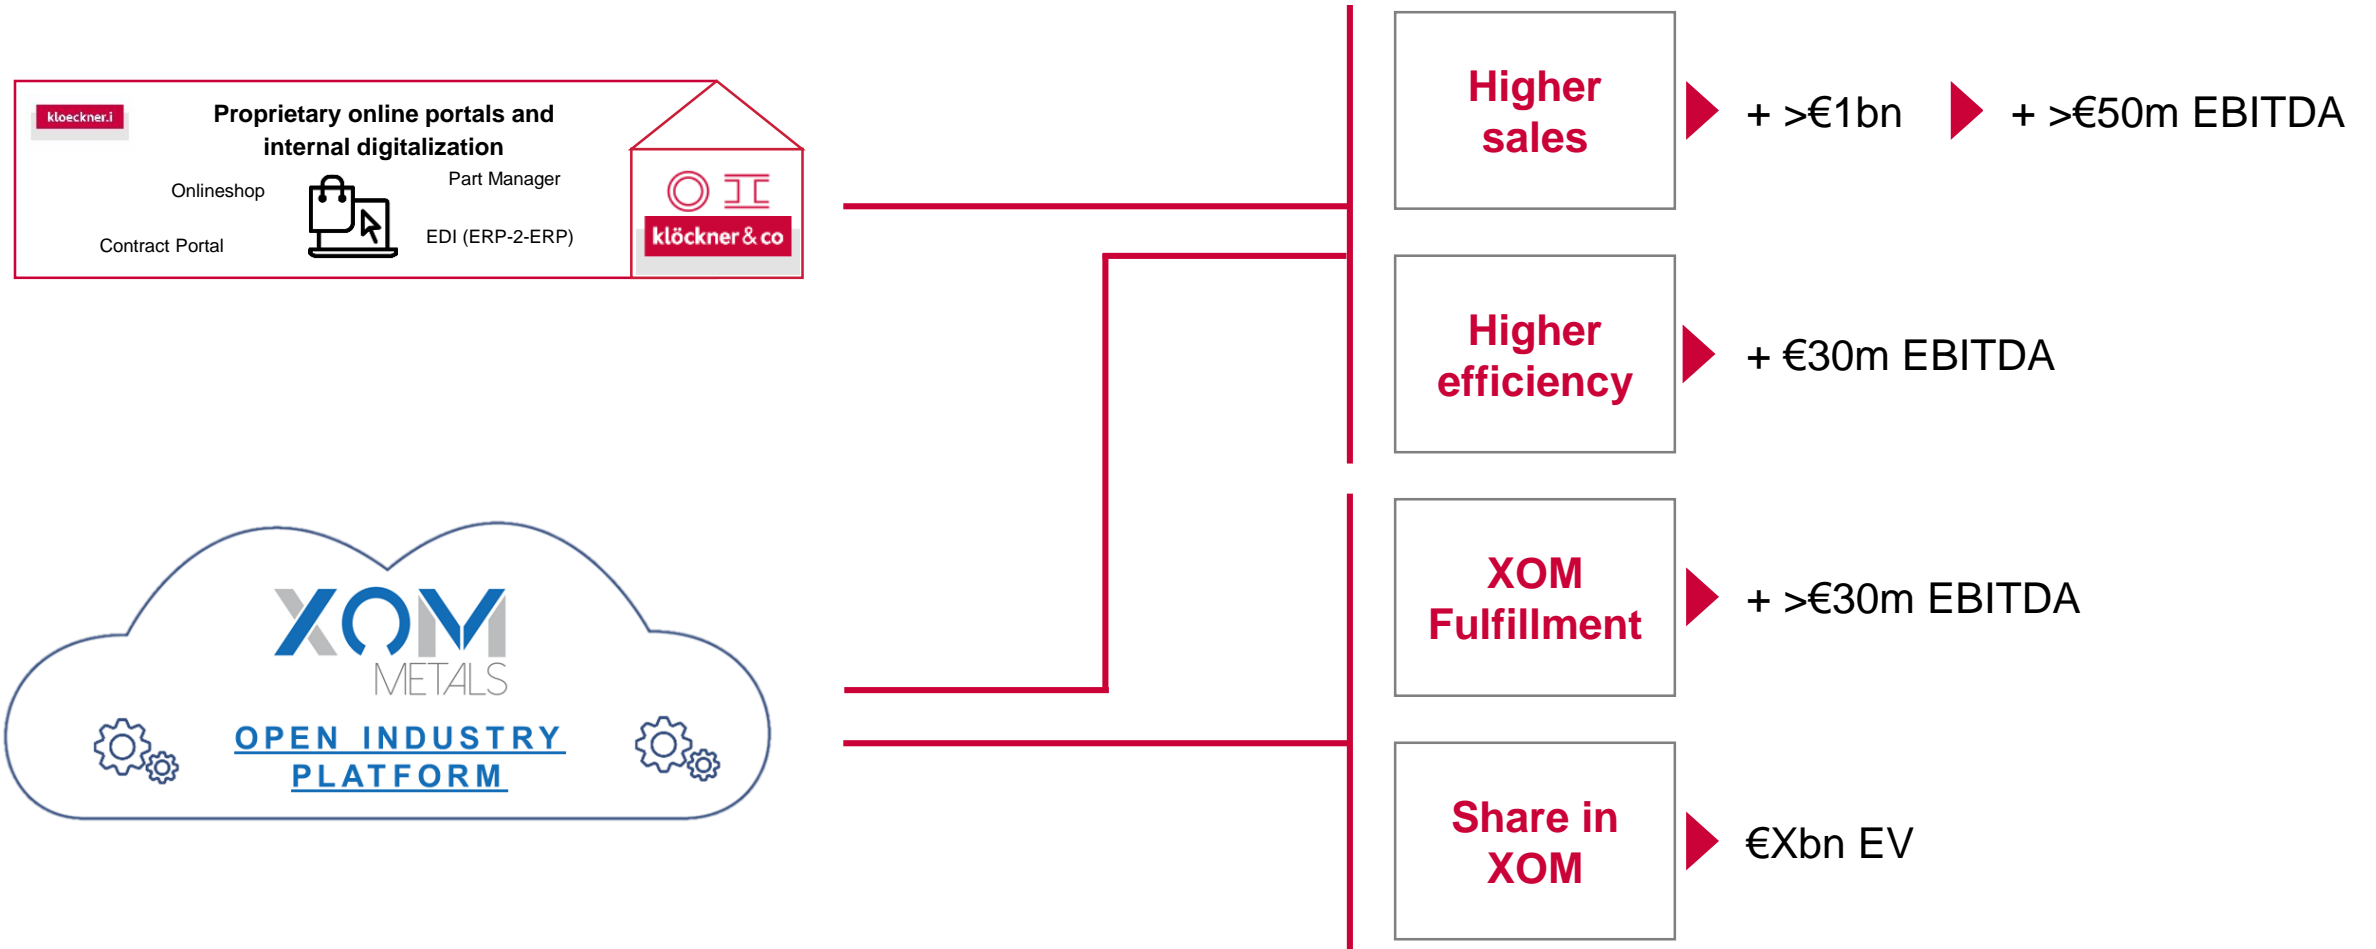 kloeckner.i
Proprietary online portals and
internal digitalization
Onlineshop
Part Manager
Contract Portal
EDI (ERP-2-ERP)
klöckner & co
XOM
METALS
OPEN INDUSTRY
PLATFORM
Higher
sales
+ >€1bn
+ >€50m EBITDA
Higher
efficiency
+ €30m EBITDA
XOM
Fulfillment
+ >€30m EBITDA
Share in
XOM
€Xbn EV